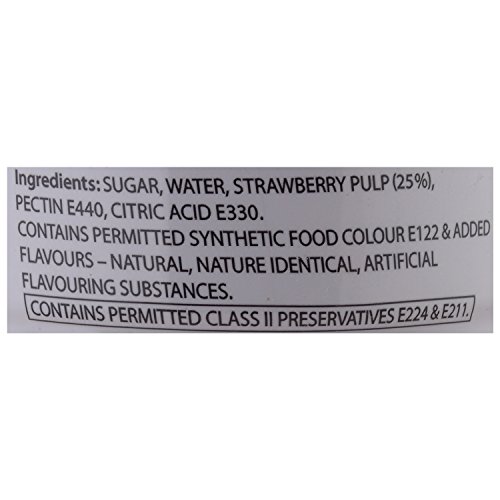 Ingredients: SUGAR, WATER, STRAWBERRY PULP (25%),
PECTIN E440, CITRIC ACID E330.
CONTAINS PERMITTED SYNTHETIC FOOD COLOUR E122 & ADDED
FLAVOURS – NATURAL, NATURE IDENTICAL, ARTIFICIAL
FLAVOURING SUBSTANCES.
CONTAINS PERMITTED CLASS II PRESERVATIVES E224 & E211.